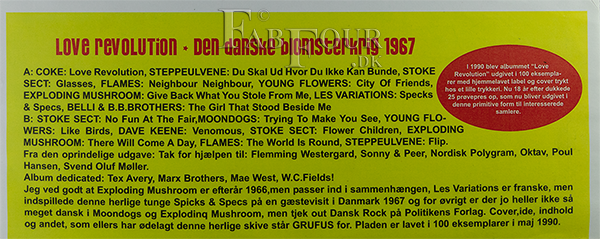 FAB FOUR .DK
LOVE REVOLUTION • DEN DANSKE BLOMSTERKRIG 1967
A: COKE: Love Revolution, STEPPEULVENE: Du Skal Ud Hvor Du Ikke Kan Bunde, STOKE
SECT: Glasses, FLAMES: Neighbour Neighbour, YOUNG FLOWERS: City Of Friends,
EXPLODING MUSHROOM: Give Back What You Stole From Me, LES VARIATIONS: Specks
& Specs, BELLI & B.B.BROTHERS: The Girl That Stood Beside Me
B: STOKE SECT: No Fun At The Fair,MOONDOGS: Trying To Make You See, YOUNG FLO-
WERS: Like Birds, DAVE KEENE: Venomous, STOKE SECT: Flower Children, EXPLODING
MUSHROOM: There Will Come A Day, FLAMES: The World Is Round, STEPPEULVENE: Flip.
Fra den oprindelige udgave: Tak for hjælpen til: Flemming Westergard, Sonny & Peer, Nordisk Polygram, Oktav, Poul
Hansen, Svend Oluf Møller.
Album dedicated: Tex Avery, Marx Brothers, Mae West, W.C.Fields!
Jeg ved godt at Exploding Mushroom er efterår 1966,men passer ind i sammenhængen, Les Variations er franske, men
indspillede denne herlige tunge Spicks & Specs på en gæstevisit i Danmark 1967 og for øvrigt er der jo heller ikke så
meget dansk i Moondogs og Explodinq Mushroom, men tjek out Dansk Rock på Politikens Forlag. Cover,ide, indhold
og andet, som ellers har ødelagt denne herlige skive står GRUFUS for. Pladen er lavet i 100 eksemplarer i maj 1990.
I 1990 blev albummet "Love
Revolution" udgivet i 100 eksempla-
rer med hjemmelavet label og cover trykt
hos et lille trykkeri. Nu 18 år efter dukkede
25 prøvepres op, som nu bliver udgivet i
denne primitive form til interesserede
samlere.